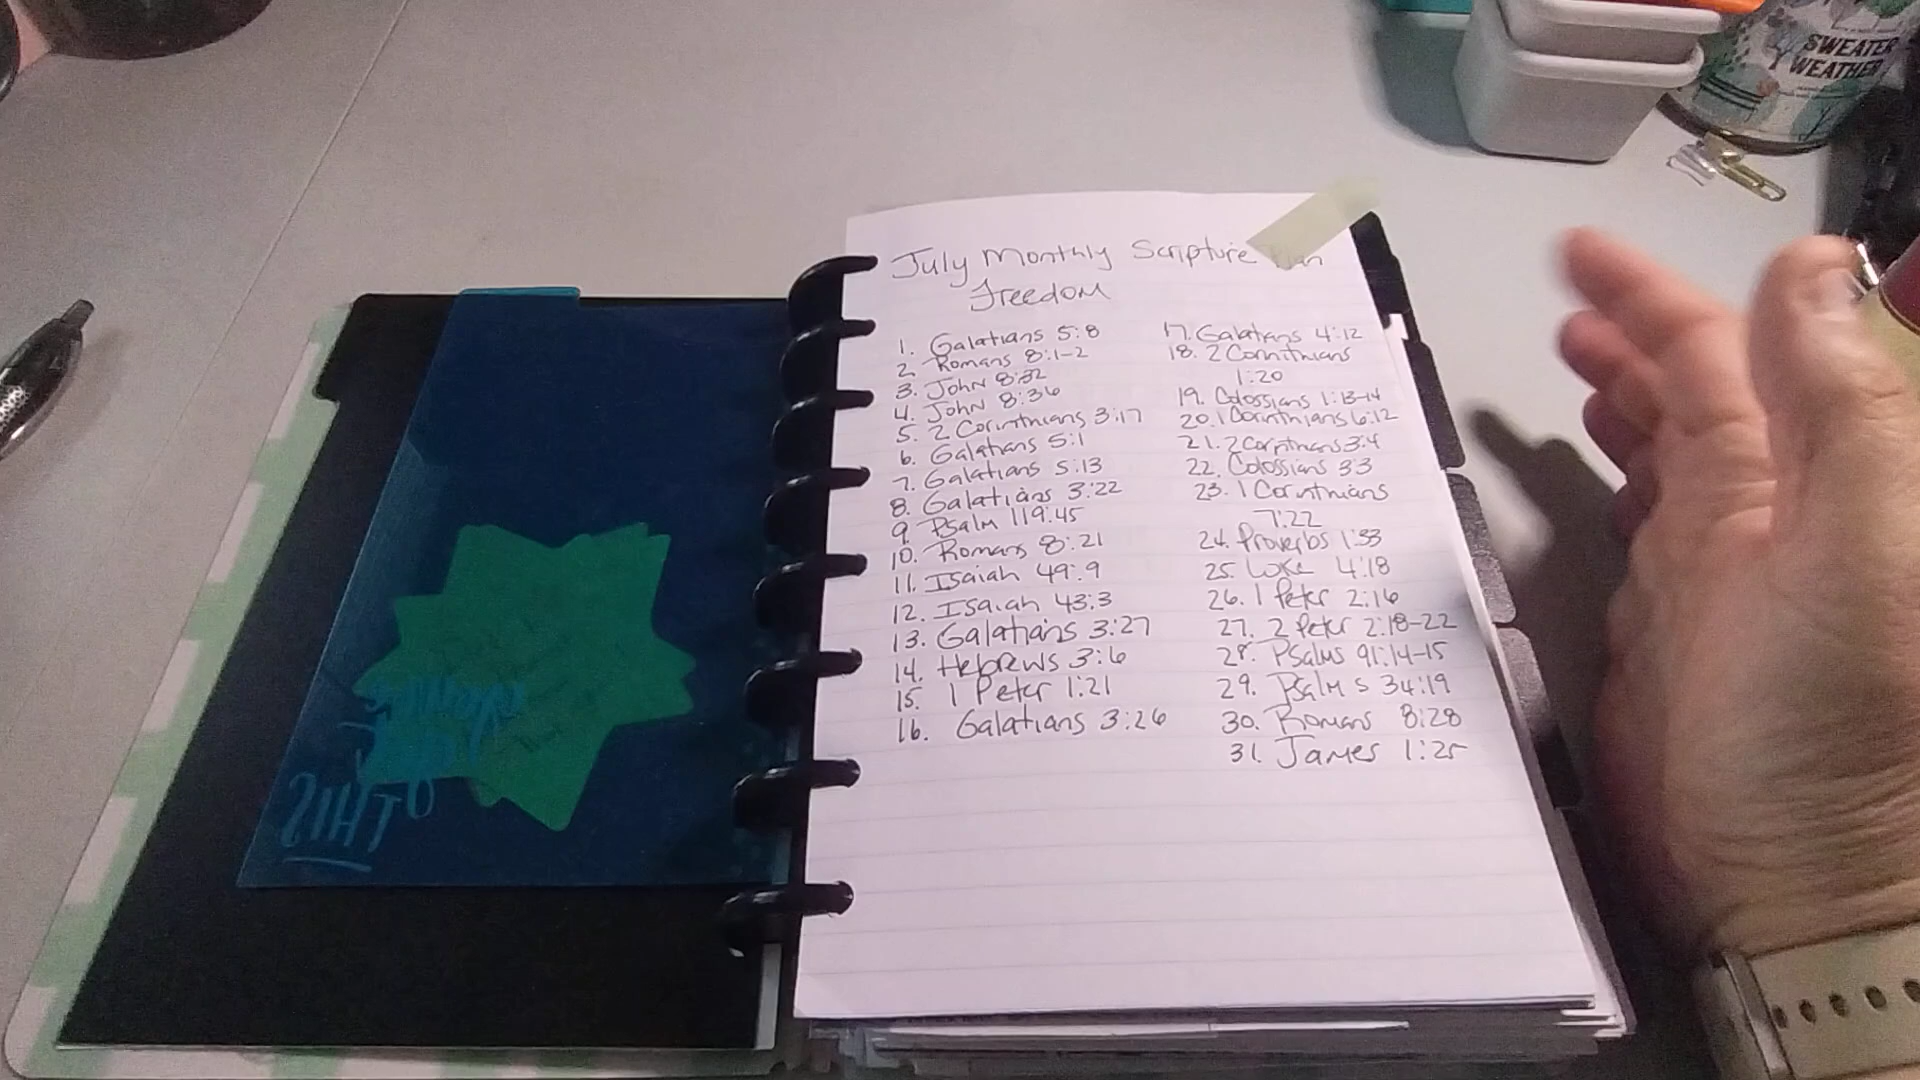 July Monthly Scripture
Freedom
1. Galatians 5:8
2. Romans 8:1-2
3. John 8:32
4. John 8:36
5. 2 Corinthians 3:17
6. Galatians 5:1
7. Galatians 5:13
8. Galatians 3:22
9. Psalm 119:45
10. Romans 8:21
11. Isaiah 49:9
12. Isaiah 43:3
13. Galatians 3:27
14. Hebrews 3:6
15. 1 Peter 1:21
16. Galatians 3:26
17. Galatians 4:12
18. 2 Corinthians
1:20
19. Colossians 1:13-14
20. 1 Corinthians 6:12
21. 2 Corinthians 3:4
22. Colossians 3:3
23. 1 Corinthians
7:22
24. Proverbs 1:33
25. Luke 4:18
26. 1 Peter 2:16
27. 2 Peter 2:18-22
28. Psalms 91:14-15
29. Psalms 34:19
30. Romans 8:28
31. James 1:25
SWEATER
WEATHER
THIS